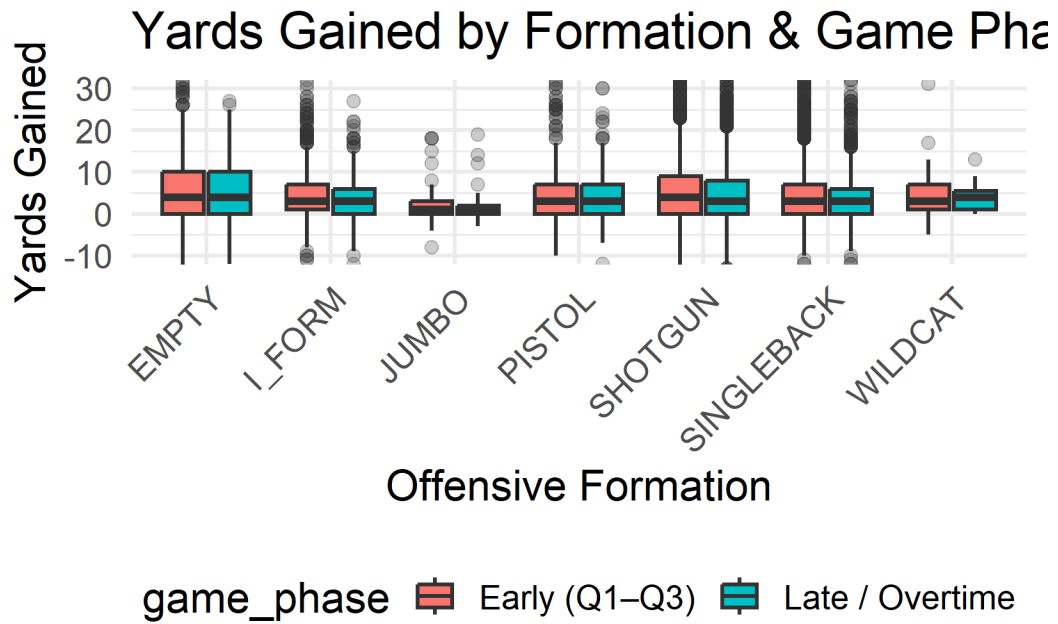 Yards Gained by Formation & Game Pha
Yards Gained
30
20
10
0
-10
EMPTY
I_FORM
JUMBO
PISTOL
SHOTGUN
SINGLEBACK
WILDCAT
Offensive Formation
game_phase
Early (Q1–Q3)
Late / Overtime